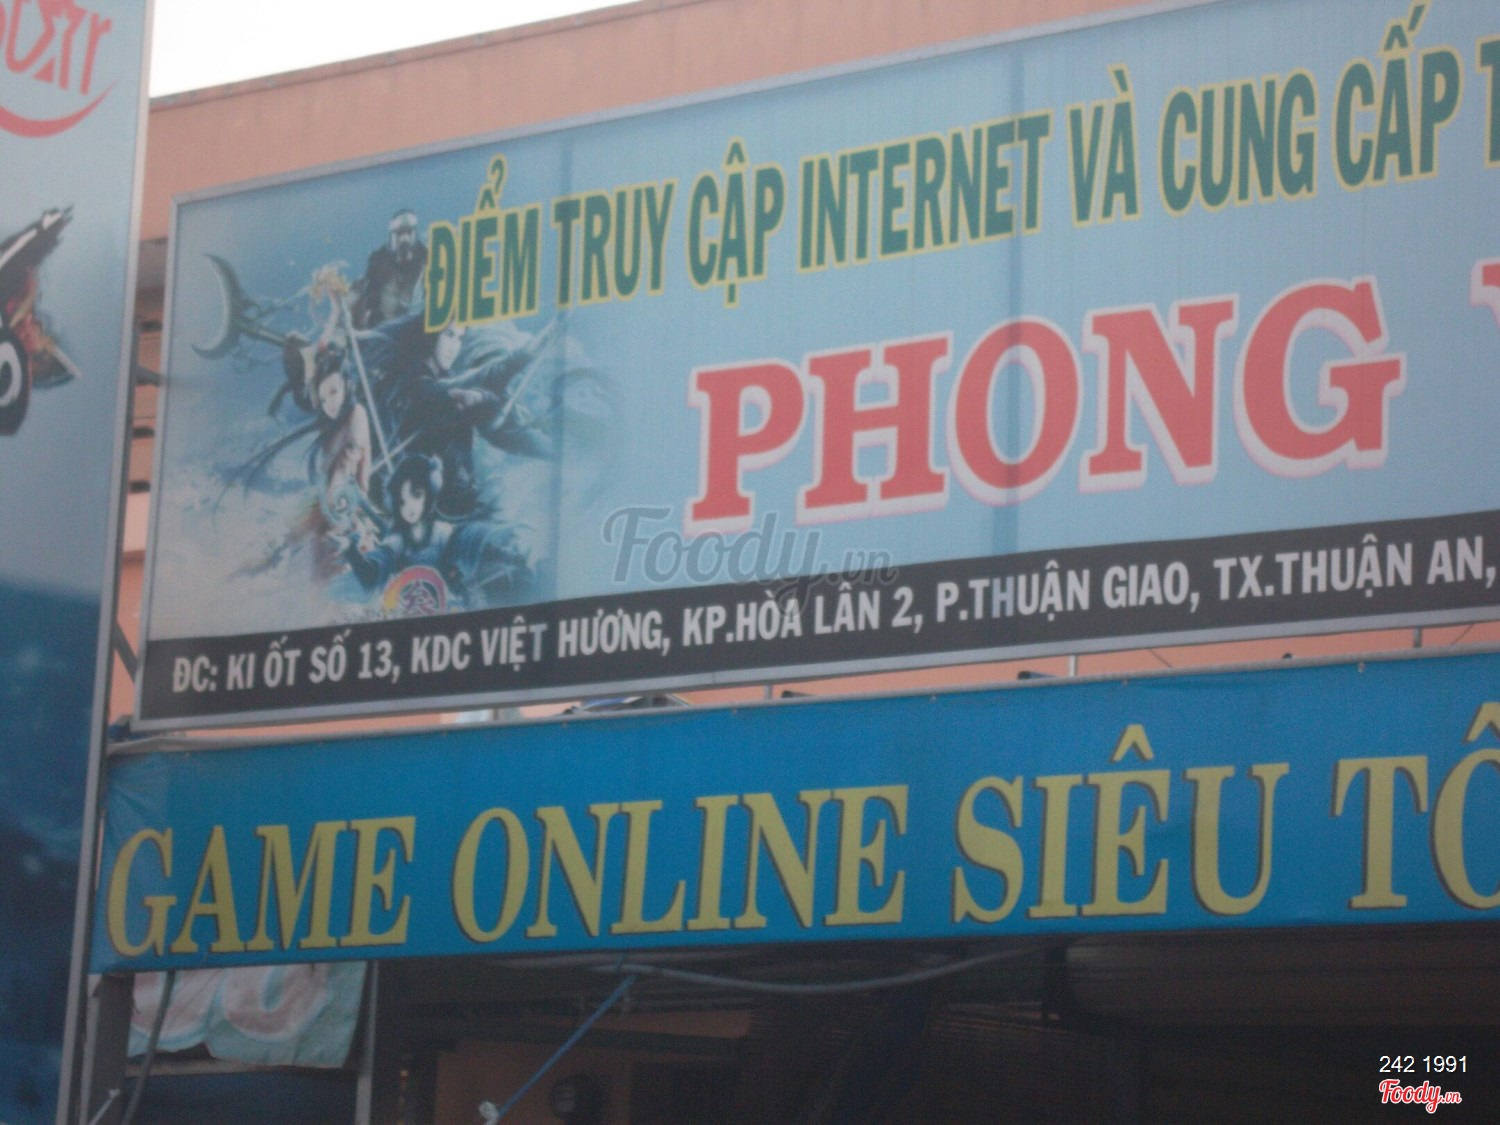 ĐIỂM TRUY CẬP INTERNET VÀ CUNG CẤP
PHONG
ĐC: KI ỐT SỐ 13, KDC VIỆT HƯƠNG, KP.HÒA LÂN 2, P.THUẬN GIAO, TX.THUẬN AN,
GAME ONLINE SIÊU TỐ
Foody.vn
242 1991
Foody.vn